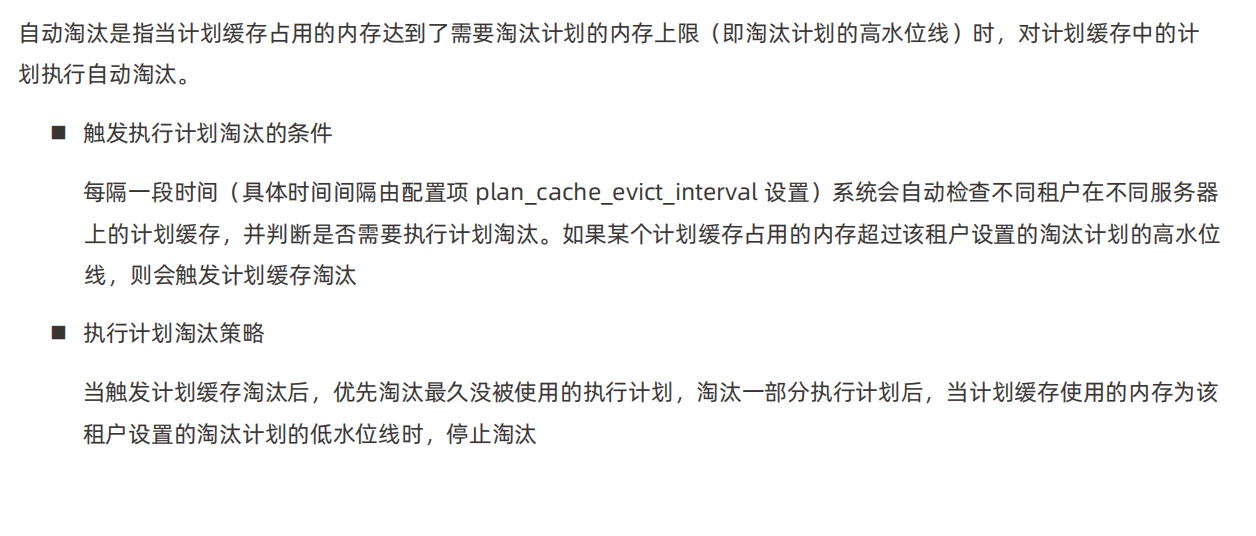 自动淘汰是指当计划缓存占用的内存达到了需要淘汰计划的内存上限（即淘汰计划的高水位线）时，对计划缓存中的计
划执行自动淘汰。
■ 触发执行计划淘汰的条件
每隔一段时间（具体时间间隔由配置项 plan_cache_evict_interval 设置）系统会自动检查不同租户在不同服务器
上的计划缓存，并判断是否需要执行计划淘汰。如果某个计划缓存占用的内存超过该租户设置的淘汰计划的高水位
线，则会触发计划缓存淘汰
■ 执行计划淘汰策略
当触发计划缓存淘汰后，优先淘汰最久没被使用的执行计划，淘汰一部分执行计划后，当计划缓存使用的内存为该
租户设置的淘汰计划的低水位线时，停止淘汰